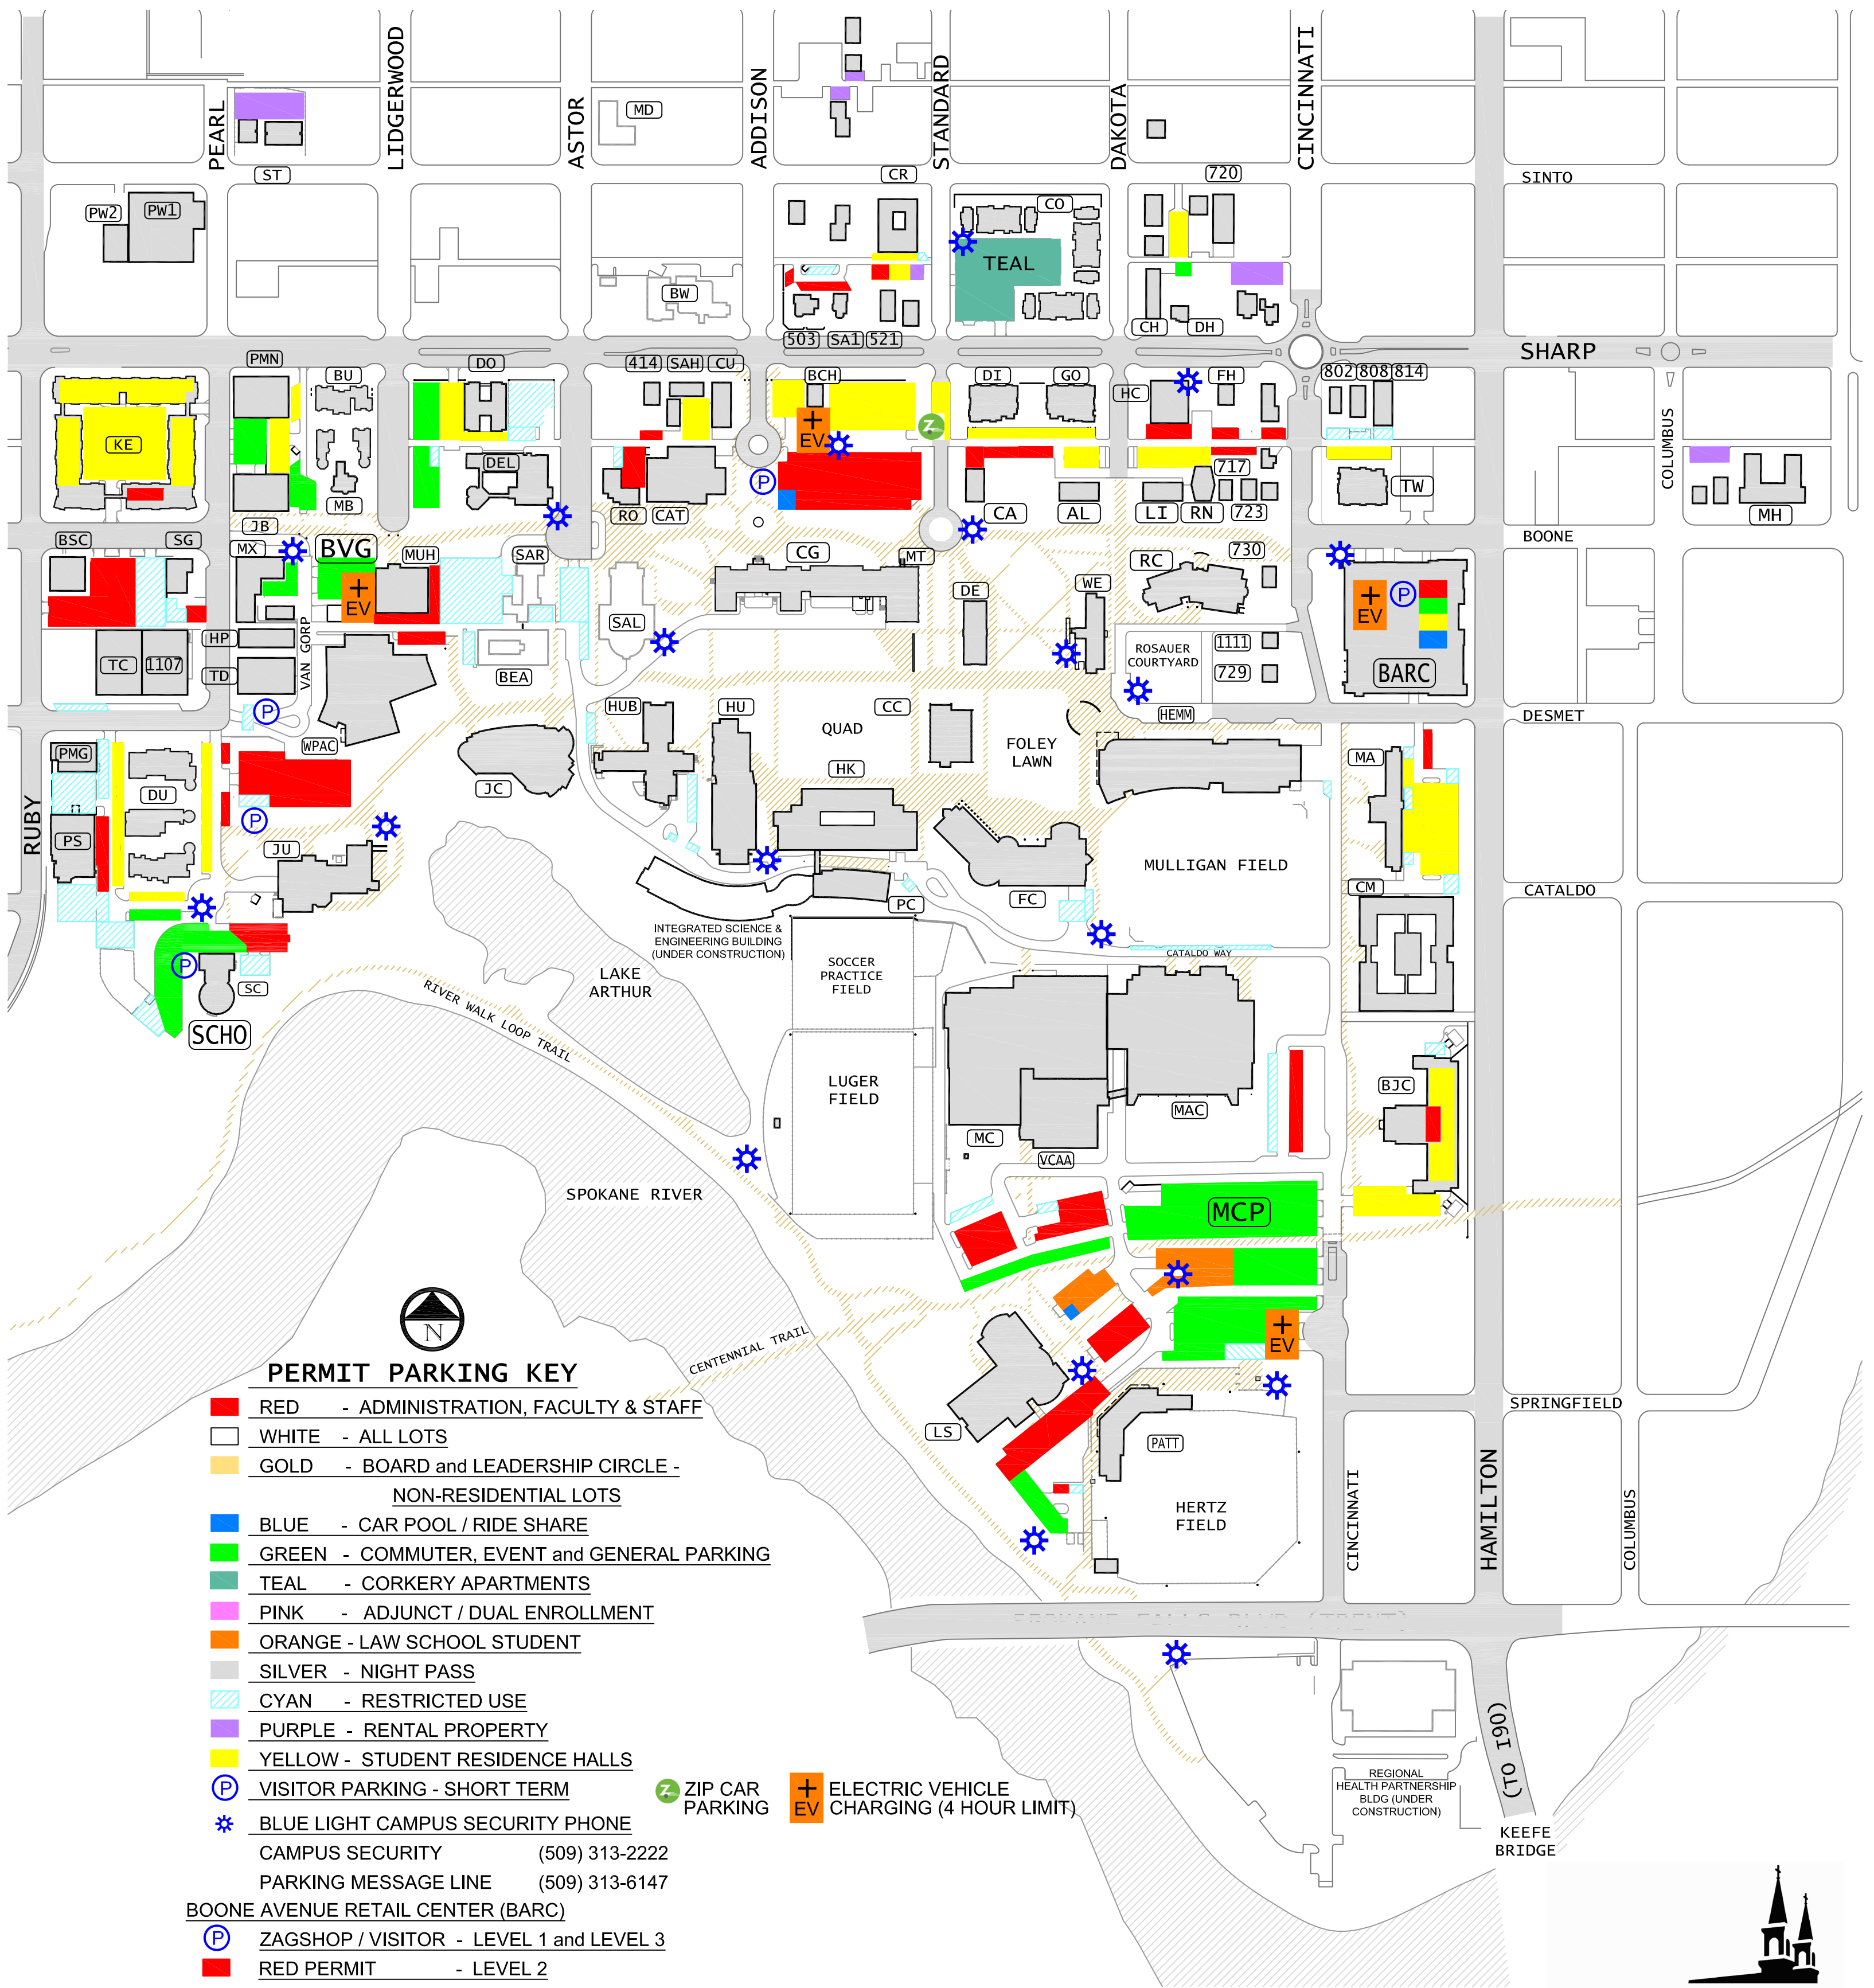 PEARL
LIDGERWOOD
ASTOR
ADDISON
STANDARD
DAKOTA
CINCINNATI
MD
ST
CR
720
SINTO
PW2
PW1
CO
TEAL
BW
CH
DH
503
SA1
521
SHARP
PMN
BU
DO
414
SAH
CU
BCH
DI
GO
HC
FH
802
808
814
COLUMBUS
KE
+
EV
Z
DEL
P
717
TW
MB
RO
CAT
CA
AL
LI
RN
723
MH
JB
BSC
SG
MX
BVG
MUH
SAR
CG
MT
RC
730
BOONE
DE
WE
+
EV
+
EV
P
SAL
HP
TC
1107
TD
VAN GORP
BEA
ROSAUER
COURTYARD
1111
729
BARC
P
HUB
HU
CC
HEMM
DESMET
WPAC
QUAD
FOLEY
LAWN
PMG
MA
DU
JC
HK
RUBY
P
PS
JU
MULLIGAN FIELD
CM
CATALDO
PC
FC
INTEGRATED SCIENCE &
ENGINEERING BUILDING
(UNDER CONSTRUCTION)
CATALDO WAY
P
SC
SCHO
LAKE
ARTHUR
SOCCER
PRACTICE
FIELD
RIVER WALK LOOP TRAIL
LUGER
FIELD
BJC
MAC
MC
VCAA
SPOKANE RIVER
MCP
+
EV
CENTENNIAL TRAIL
N
LS
PATT
SPRINGFIELD
HERTZ
FIELD
CINCINNATI
HAMILTON
COLUMBUS
SPOKANE FALLS BLVD (TRENT)
(TO I90)
REGIONAL
HEALTH PARTNERSHIP
BLDG (UNDER
CONSTRUCTION)
KEEFE
BRIDGE
PERMIT PARKING KEY
RED - ADMINISTRATION, FACULTY & STAFF
WHITE - ALL LOTS
GOLD - BOARD and LEADERSHIP CIRCLE -
NON-RESIDENTIAL LOTS
BLUE - CAR POOL / RIDE SHARE
GREEN - COMMUTER, EVENT and GENERAL PARKING
TEAL - CORKERY APARTMENTS
PINK - ADJUNCT / DUAL ENROLLMENT
ORANGE - LAW SCHOOL STUDENT
SILVER - NIGHT PASS
CYAN - RESTRICTED USE
PURPLE - RENTAL PROPERTY
YELLOW - STUDENT RESIDENCE HALLS
P VISITOR PARKING - SHORT TERM
BLUE LIGHT CAMPUS SECURITY PHONE
CAMPUS SECURITY (509) 313-2222
PARKING MESSAGE LINE (509) 313-6147
Z ZIP CAR
PARKING
+
EV
ELECTRIC VEHICLE
CHARGING (4 HOUR LIMIT)
BOONE AVENUE RETAIL CENTER (BARC)
P ZAGSHOP / VISITOR - LEVEL 1 and LEVEL 3
RED PERMIT - LEVEL 2